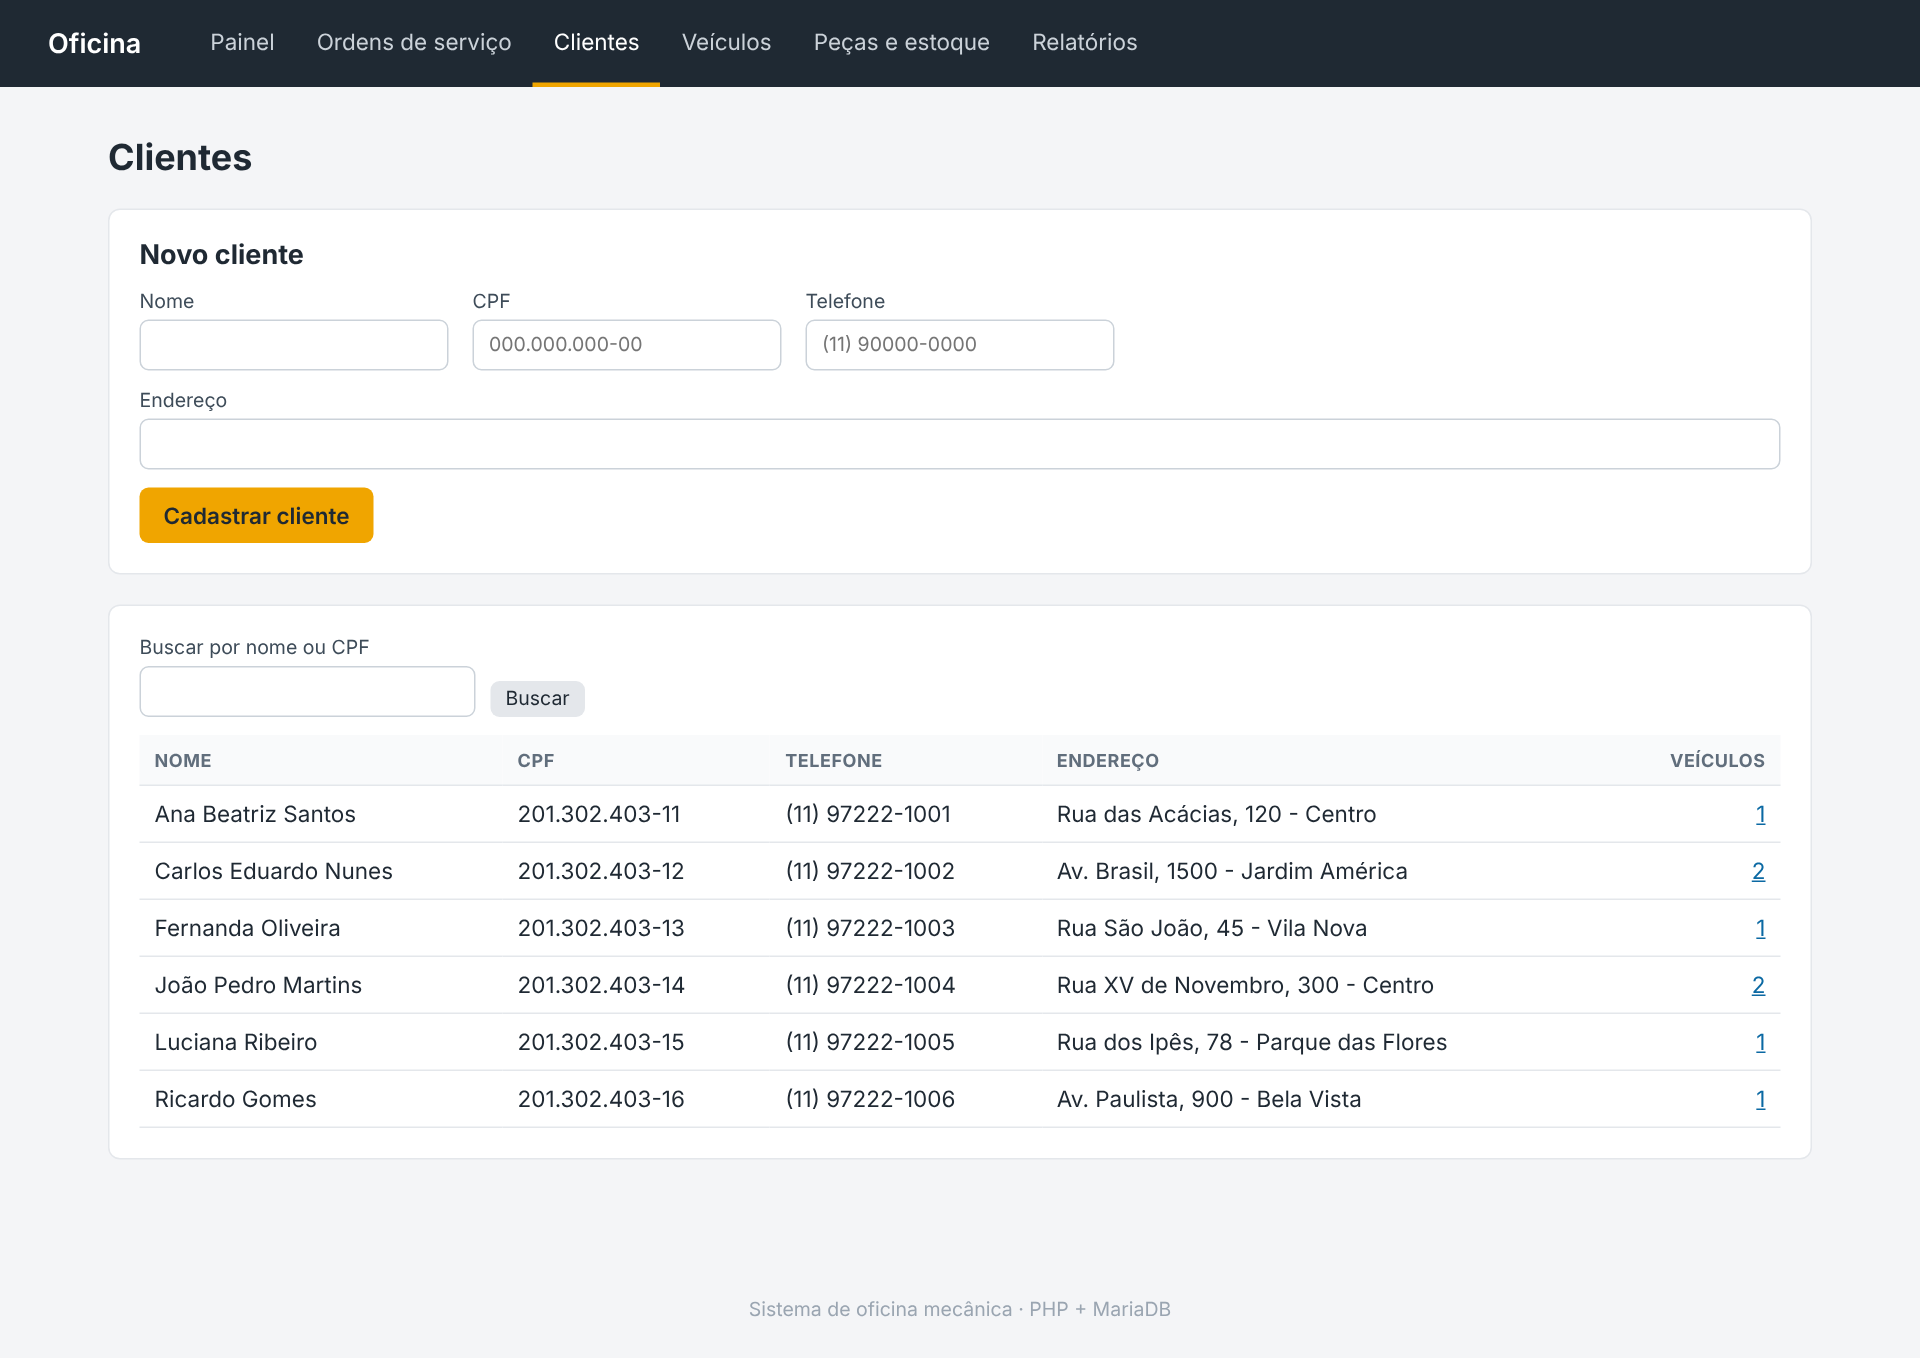 Oficina Painel Ordens de serviço Clientes Veículos Peças e estoque Relatórios
Clientes
Novo cliente
Nome CPF Telefone
000.000.000-00 (11) 90000-0000
Endereço
Cadastrar cliente
Buscar por nome ou CPF
Buscar
NOME CPF TELEFONE ENDEREÇO VEÍCULOS
Ana Beatriz Santos 201.302.403-11 (11) 97222-1001 Rua das Acácias, 120 - Centro 1
Carlos Eduardo Nunes 201.302.403-12 (11) 97222-1002 Av. Brasil, 1500 - Jardim América 2
Fernanda Oliveira 201.302.403-13 (11) 97222-1003 Rua São João, 45 - Vila Nova 1
João Pedro Martins 201.302.403-14 (11) 97222-1004 Rua XV de Novembro, 300 - Centro 2
Luciana Ribeiro 201.302.403-15 (11) 97222-1005 Rua dos Ipês, 78 - Parque das Flores 1
Ricardo Gomes 201.302.403-16 (11) 97222-1006 Av. Paulista, 900 - Bela Vista 1
Sistema de oficina mecânica · PHP + MariaDB